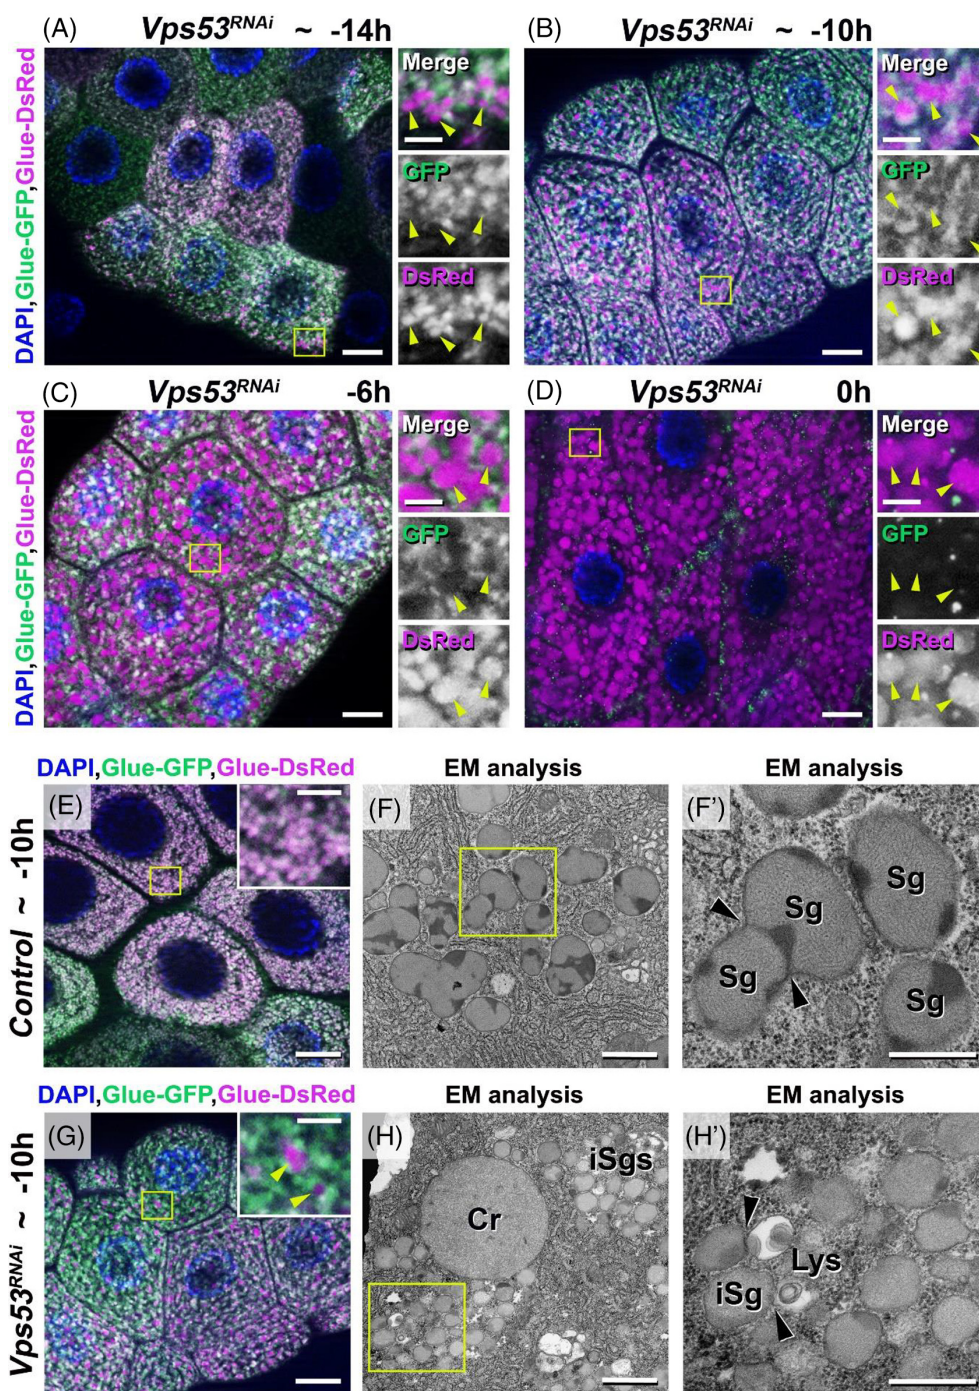 (A) Vps53RNAi ~ -14h
DAPI,Glue-GFP,Glue-DsRed
Merge
GFP
DsRed
(B) Vps53RNAi ~ -10h
Merge
GFP
DsRed
(C) Vps53RNAi -6h
DAPI,Glue-GFP,Glue-DsRed
Merge
GFP
DsRed
(D) Vps53RNAi 0h
Merge
GFP
DsRed
DAPI,Glue-GFP,Glue-DsRed
Control ~ -10h
(E)
EM analysis
(F)
EM analysis
(F')
Sg
Sg
Sg
Sg
DAPI,Glue-GFP,Glue-DsRed
Vps53RNAi ~ -10h
(G)
EM analysis
(H)
iSgs
Cr
EM analysis
(H')
Lys
iSg